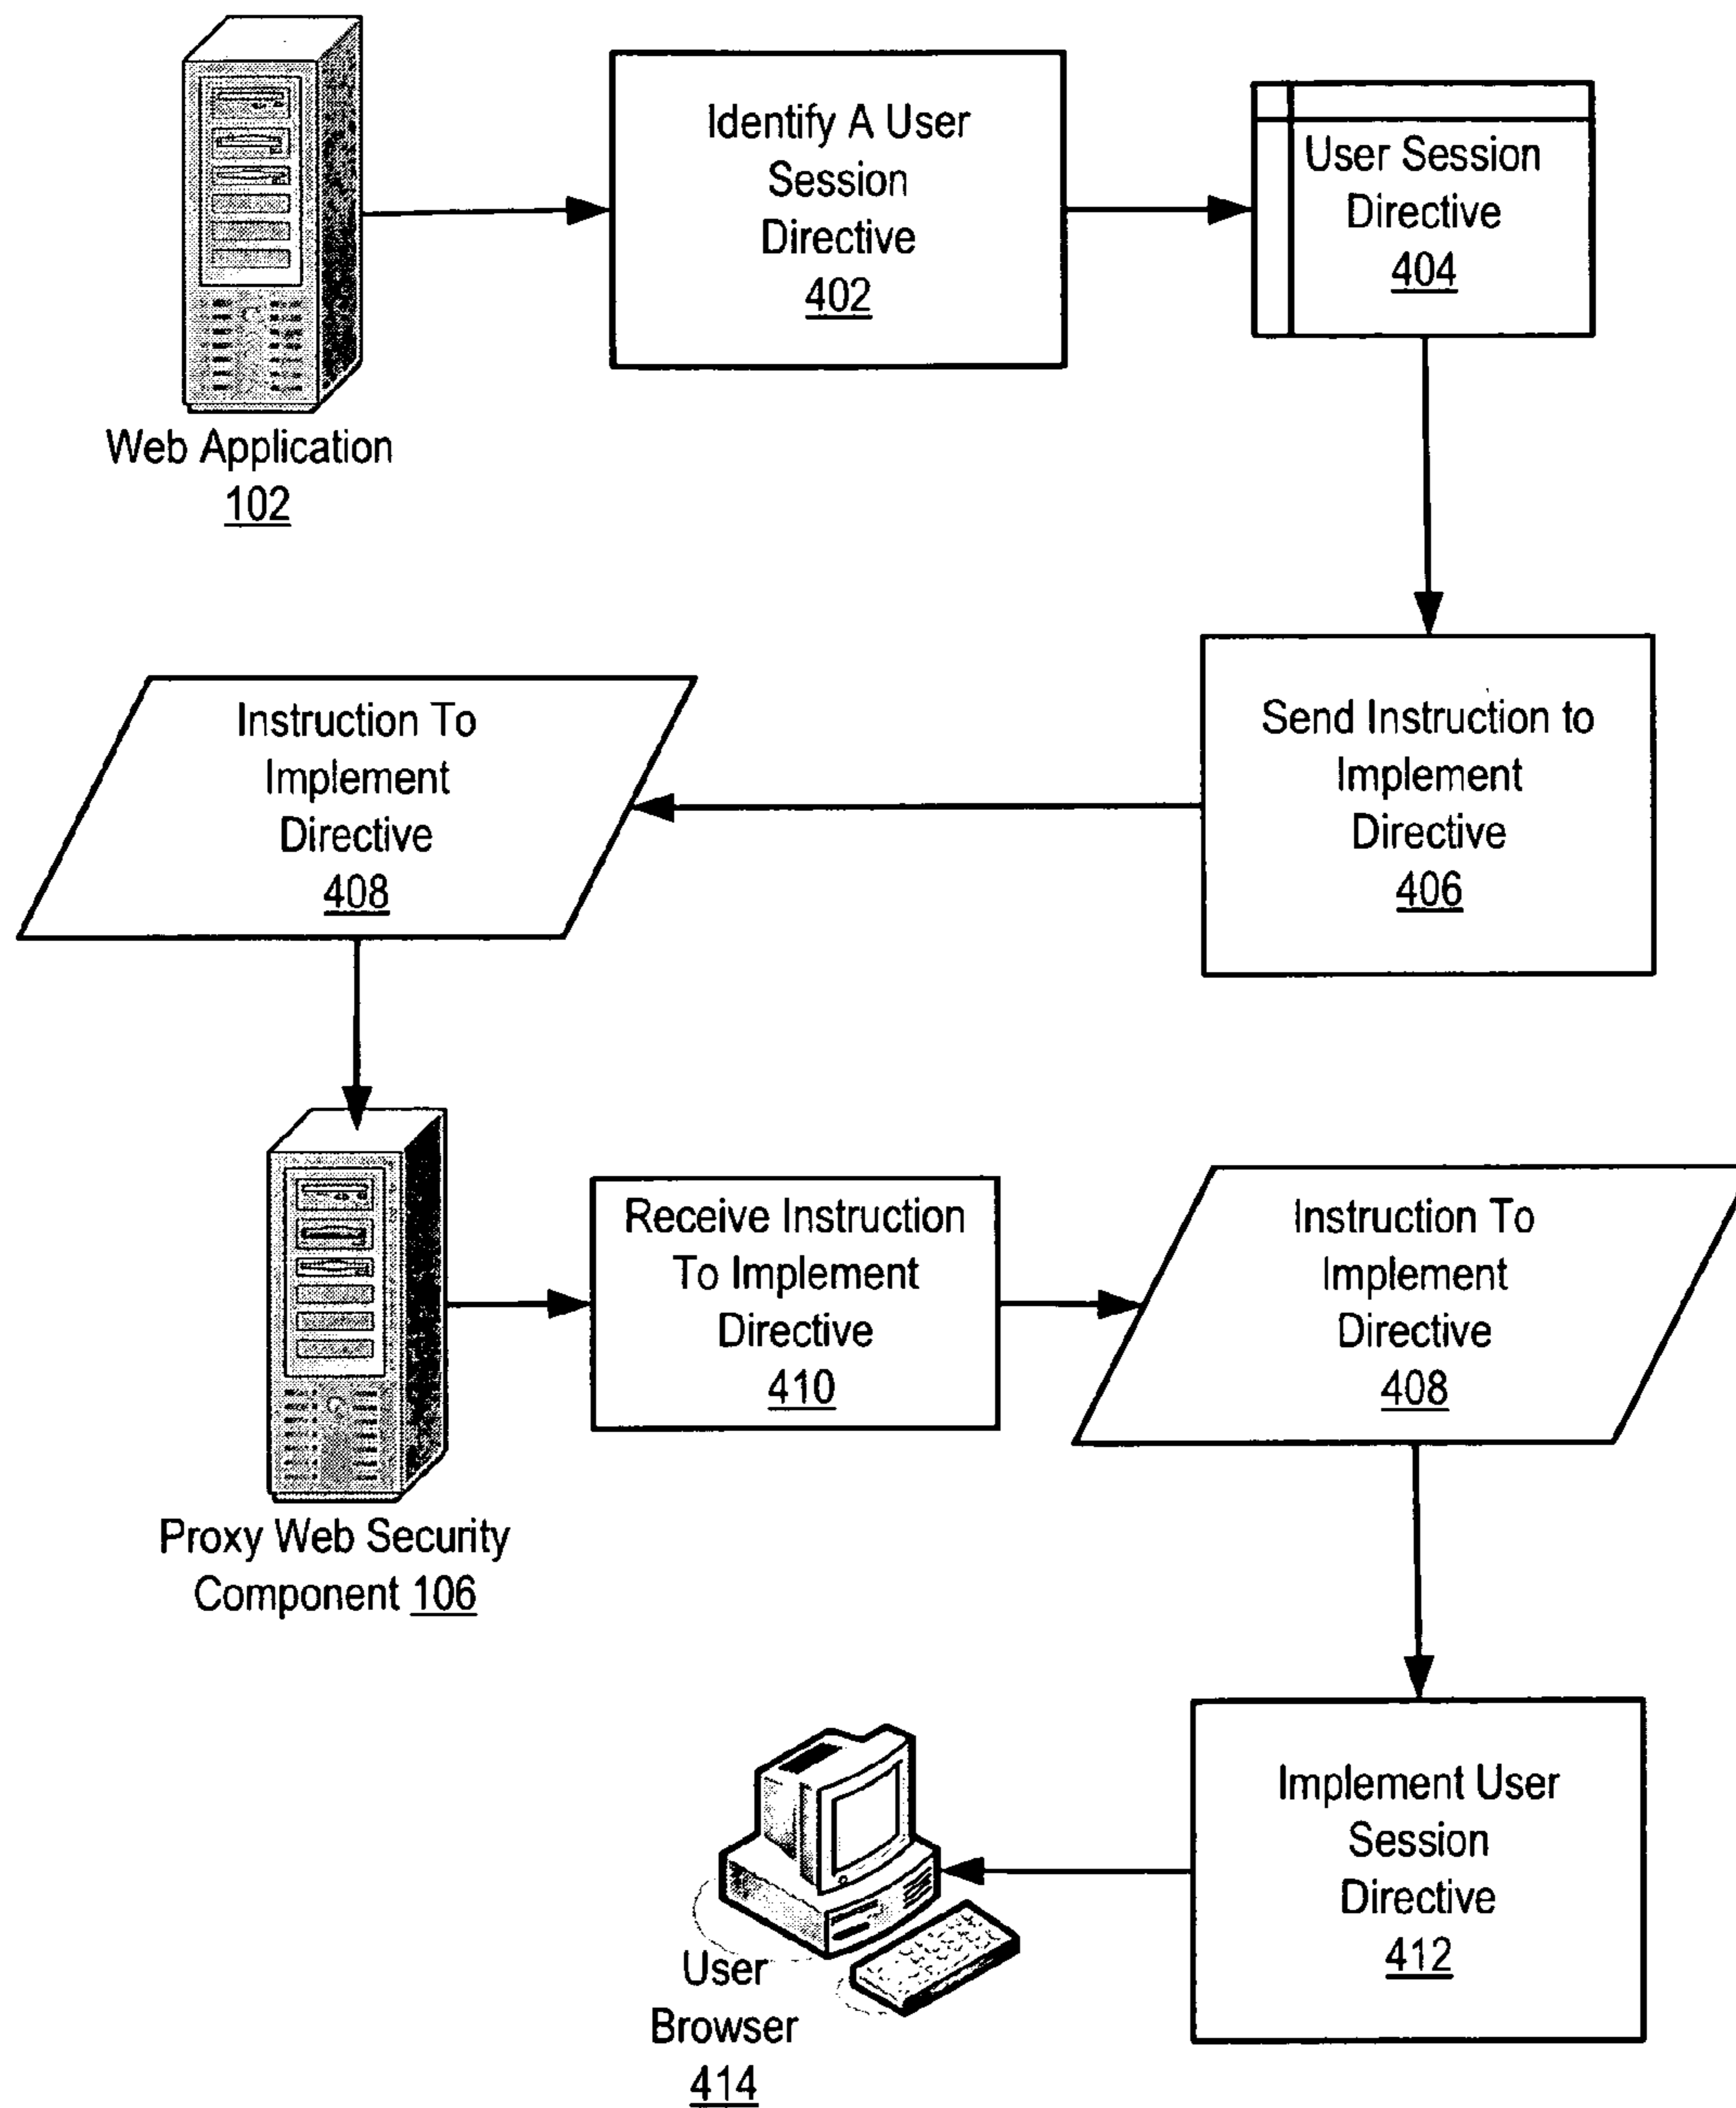 Identify A User
Session
Directive
402
User Session
Directive
404
Web Application
102
Instruction To
Implement
Directive
408
Send Instruction to
Implement
Directive
406
Receive Instruction
To Implement
Directive
410
Instruction To
Implement
Directive
408
Proxy Web Security
Component 106
Implement User
Session
Directive
412
User
Browser
414